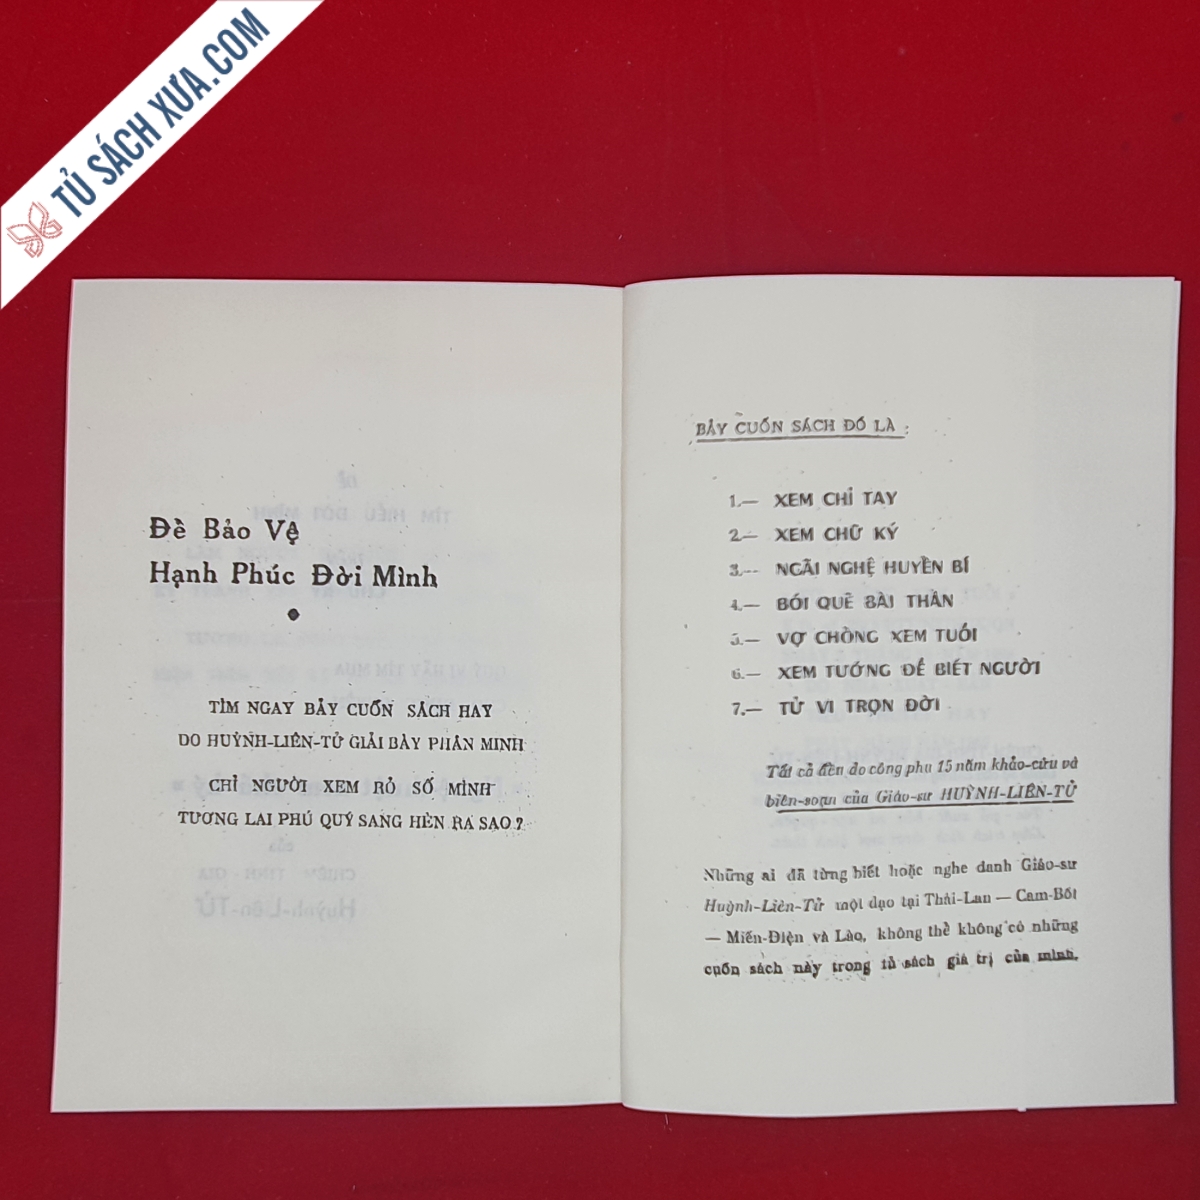 TỦ SÁCH XƯA.COM
Để Bảo Vệ
Hạnh Phúc Đời Mình
TÌM NGAY BẢY CUỐN SÁCH HAY
DO HUỲNH-LIÊN-TỬ GIẢI BÀY PHÂN MINH
CHỈ NGƯỜI XEM RỎ SỐ MÌNH
TƯƠNG LAI PHÚ QUÝ SANG HÈN RA SAO ?
BẢY CUỐN SÁCH ĐÓ LÀ :
1.— XEM CHỈ TAY
2.— XEM CHỮ KÝ
3.— NGÃI NGHỆ HUYỀN BÍ
4.— BÓI QUẺ BÀI THẦN
5.— VỢ CHỒNG XEM TUỔI
6.— XEM TƯỚNG ĐỂ BIẾT NGƯỜI
7.— TỬ VI TRỌN ĐỜI
Tất cả đều do công phu 15 năm khảo-cứu và
biên-soạn của Giáo-sư HUỲNH-LIÊN-TỬ
Những ai đã từng biết hoặc nghe danh Giáo-sư
Huỳnh-Liên-Tử một dạo tại Thái-Lan — Cam-Bốt
— Miến-Điện và Lào, không thể không có những
cuốn sách này trong tủ sách giá trị của mình.